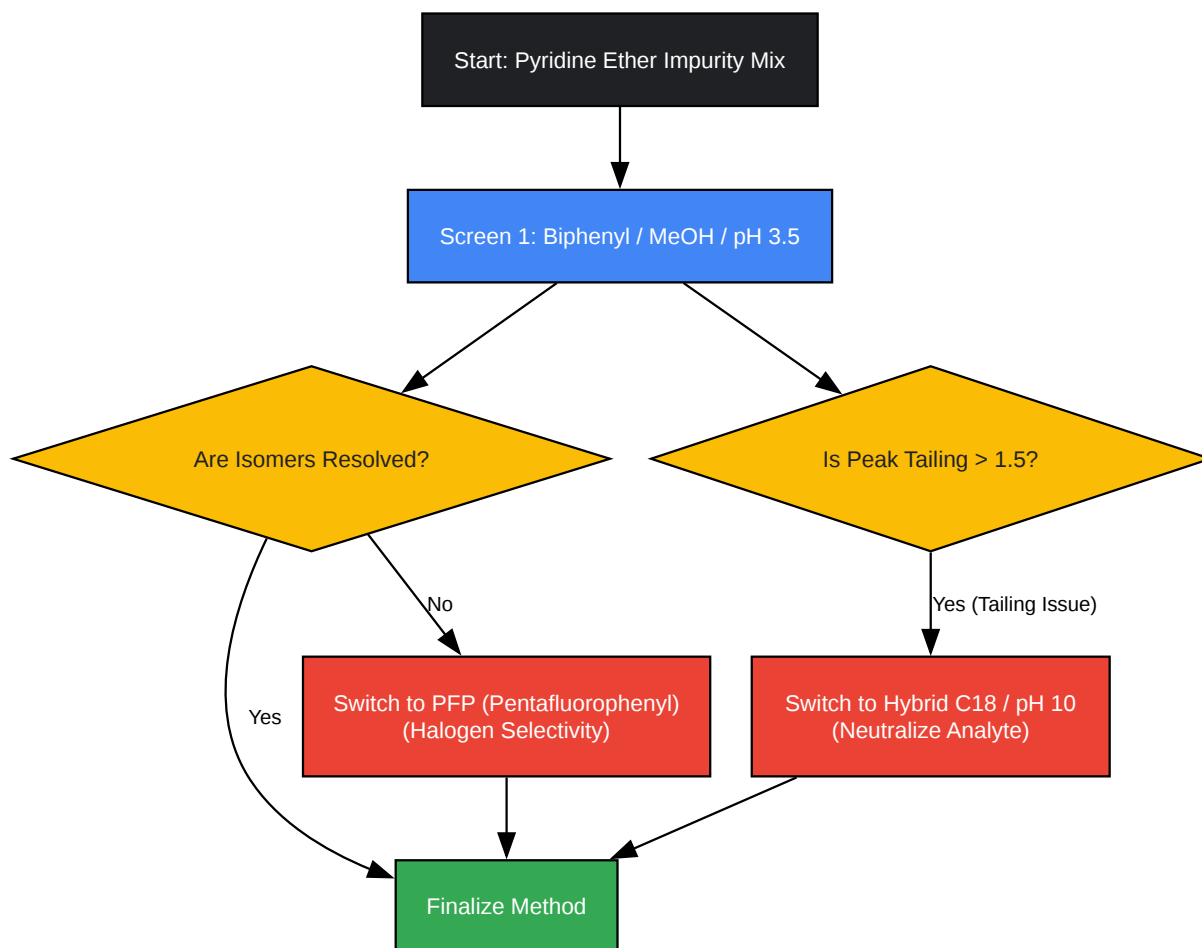 Start: Pyridine Ether Impurity Mix
Screen 1: Biphenyl / MeOH / pH 3.5
Are Isomers Resolved?
Is Peak Tailing > 1.5?
No
Yes (Tailing Issue)
Switch to PFP (Pentafluorophenyl)
(Halogen Selectivity)
Switch to Hybrid C18 / pH 10
(Neutralize Analyte)
Yes
Finalize Method